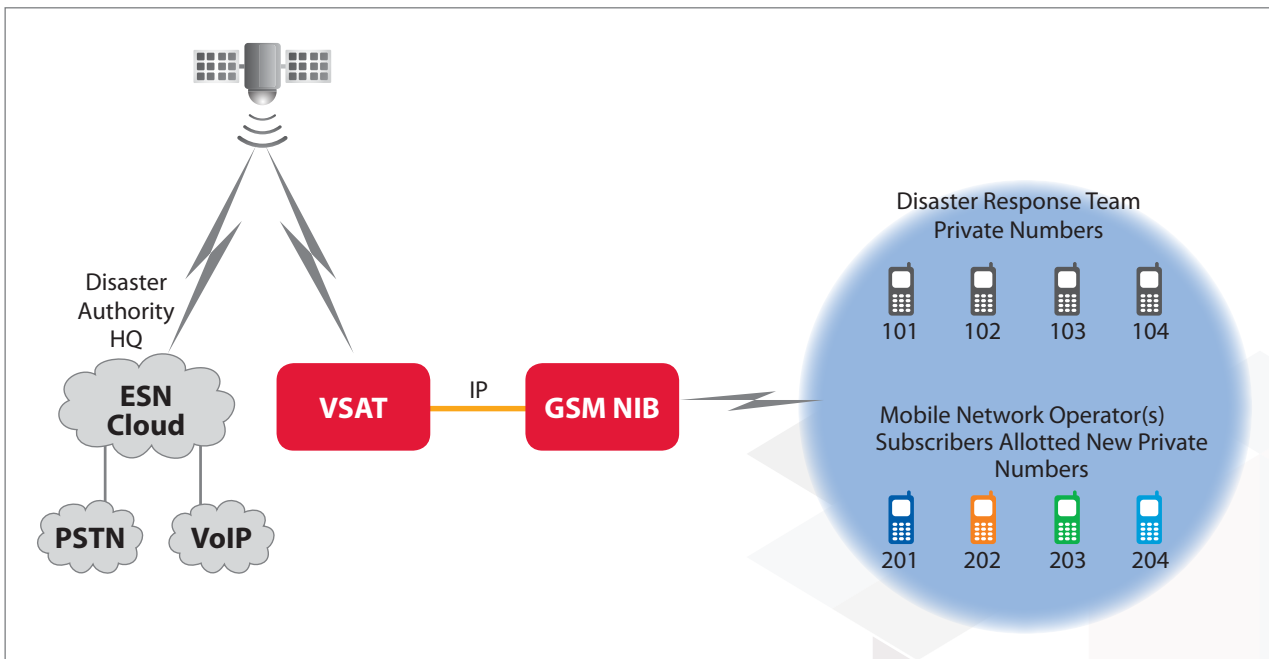 Disaster
Authority
HQ
ESN
Cloud
PSTN
VoIP
VSAT
IP
GSM NIB
Disaster Response Team
Private Numbers
101
102
103
104
Mobile Network Operator(s)
Subscribers Allotted New Private
Numbers
201
202
203
204